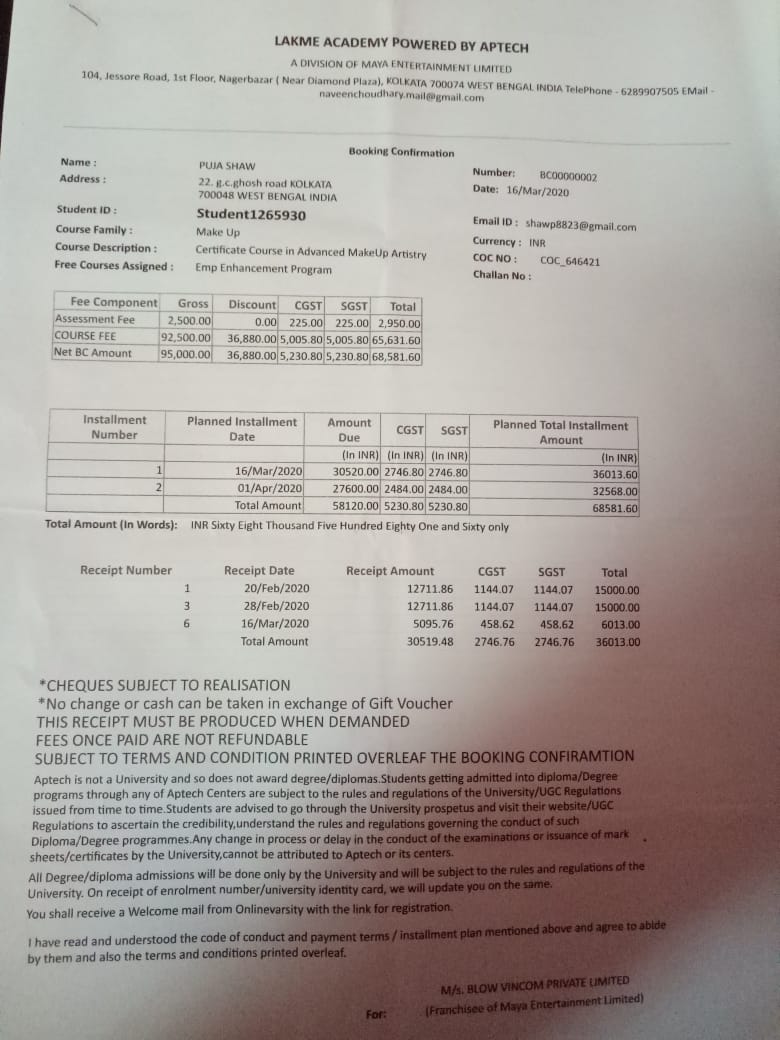 LAKME ACADEMY POWERED BY APTECH
A DIVISION OF MAYA ENTERTAINMENT LIMITED
104, Jessore Road, 1st Floor, Nagerbazar ( Near Diamond Plaza), KOLKATA 700074 WEST BENGAL INDIA TelePhone - 6289907505 EMail -
naveenchoudhary.mail@gmail.com
Booking Confirmation
Name : PUJA SHAW
Number: BC00000002
Address : 22. g.c.ghosh road KOLKATA
700048 WEST BENGAL INDIA
Date: 16/Mar/2020
Student ID : Student1265930
Email ID : shawp8823@gmail.com
Course Family : Make Up
Currency : INR
Course Description : Certificate Course in Advanced MakeUp Artistry
COC NO : COC_646421
Free Courses Assigned : Emp Enhancement Program
Challan No :
Fee Component Gross Discount CGST SGST Total
Assessment Fee 2,500.00 0.00 225.00 225.00 2,950.00
COURSE FEE 92,500.00 36,880.00 5,005.80 5,005.80 65,631.60
Net BC Amount 95,000.00 36,880.00 5,230.80 5,230.80 68,581.60
Installment Number Planned Installment Date Amount Due CGST SGST Planned Total Installment Amount
(In INR) (In INR) (In INR) (In INR)
1 16/Mar/2020 30520.00 2746.80 2746.80 36013.60
2 01/Apr/2020 27600.00 2484.00 2484.00 32568.00
Total Amount 58120.00 5230.80 5230.80 68581.60
Total Amount (In Words): INR Sixty Eight Thousand Five Hundred Eighty One and Sixty only
Receipt Number Receipt Date Receipt Amount CGST SGST Total
1 20/Feb/2020 12711.86 1144.07 1144.07 15000.00
3 28/Feb/2020 12711.86 1144.07 1144.07 15000.00
6 16/Mar/2020 5095.76 458.62 458.62 6013.00
Total Amount 30519.48 2746.76 2746.76 36013.00
*CHEQUES SUBJECT TO REALISATION
*No change or cash can be taken in exchange of Gift Voucher
THIS RECEIPT MUST BE PRODUCED WHEN DEMANDED
FEES ONCE PAID ARE NOT REFUNDABLE
SUBJECT TO TERMS AND CONDITION PRINTED OVERLEAF THE BOOKING CONFIRAMTION
Aptech is not a University and so does not award degree/diplomas.Students getting admitted into diploma/Degree
programs through any of Aptech Centers are subject to the rules and regulations of the University/UGC Regulations
issued from time to time.Students are advised to go through the University prospetus and visit their website/UGC
Regulations to ascertain the credibility,understand the rules and regulations governing the conduct of such
Diploma/Degree programmes.Any change in process or delay in the conduct of the examinations or issuance of mark
sheets/certificates by the University,cannot be attributed to Aptech or its centers.
All Degree/diploma admissions will be done only by the University and will be subject to the rules and regulations of the
University. On receipt of enrolment number/university identity card, we will update you on the same.
You shall receive a Welcome mail from Onlinevarsity with the link for registration.
I have read and understood the code of conduct and payment terms / installment plan mentioned above and agree to abide
by them and also the terms and conditions printed overleaf.
M/s. BLOW VINCOM PRIVATE LIMITED
For: (Franchisee of Maya Entertainment Limited)